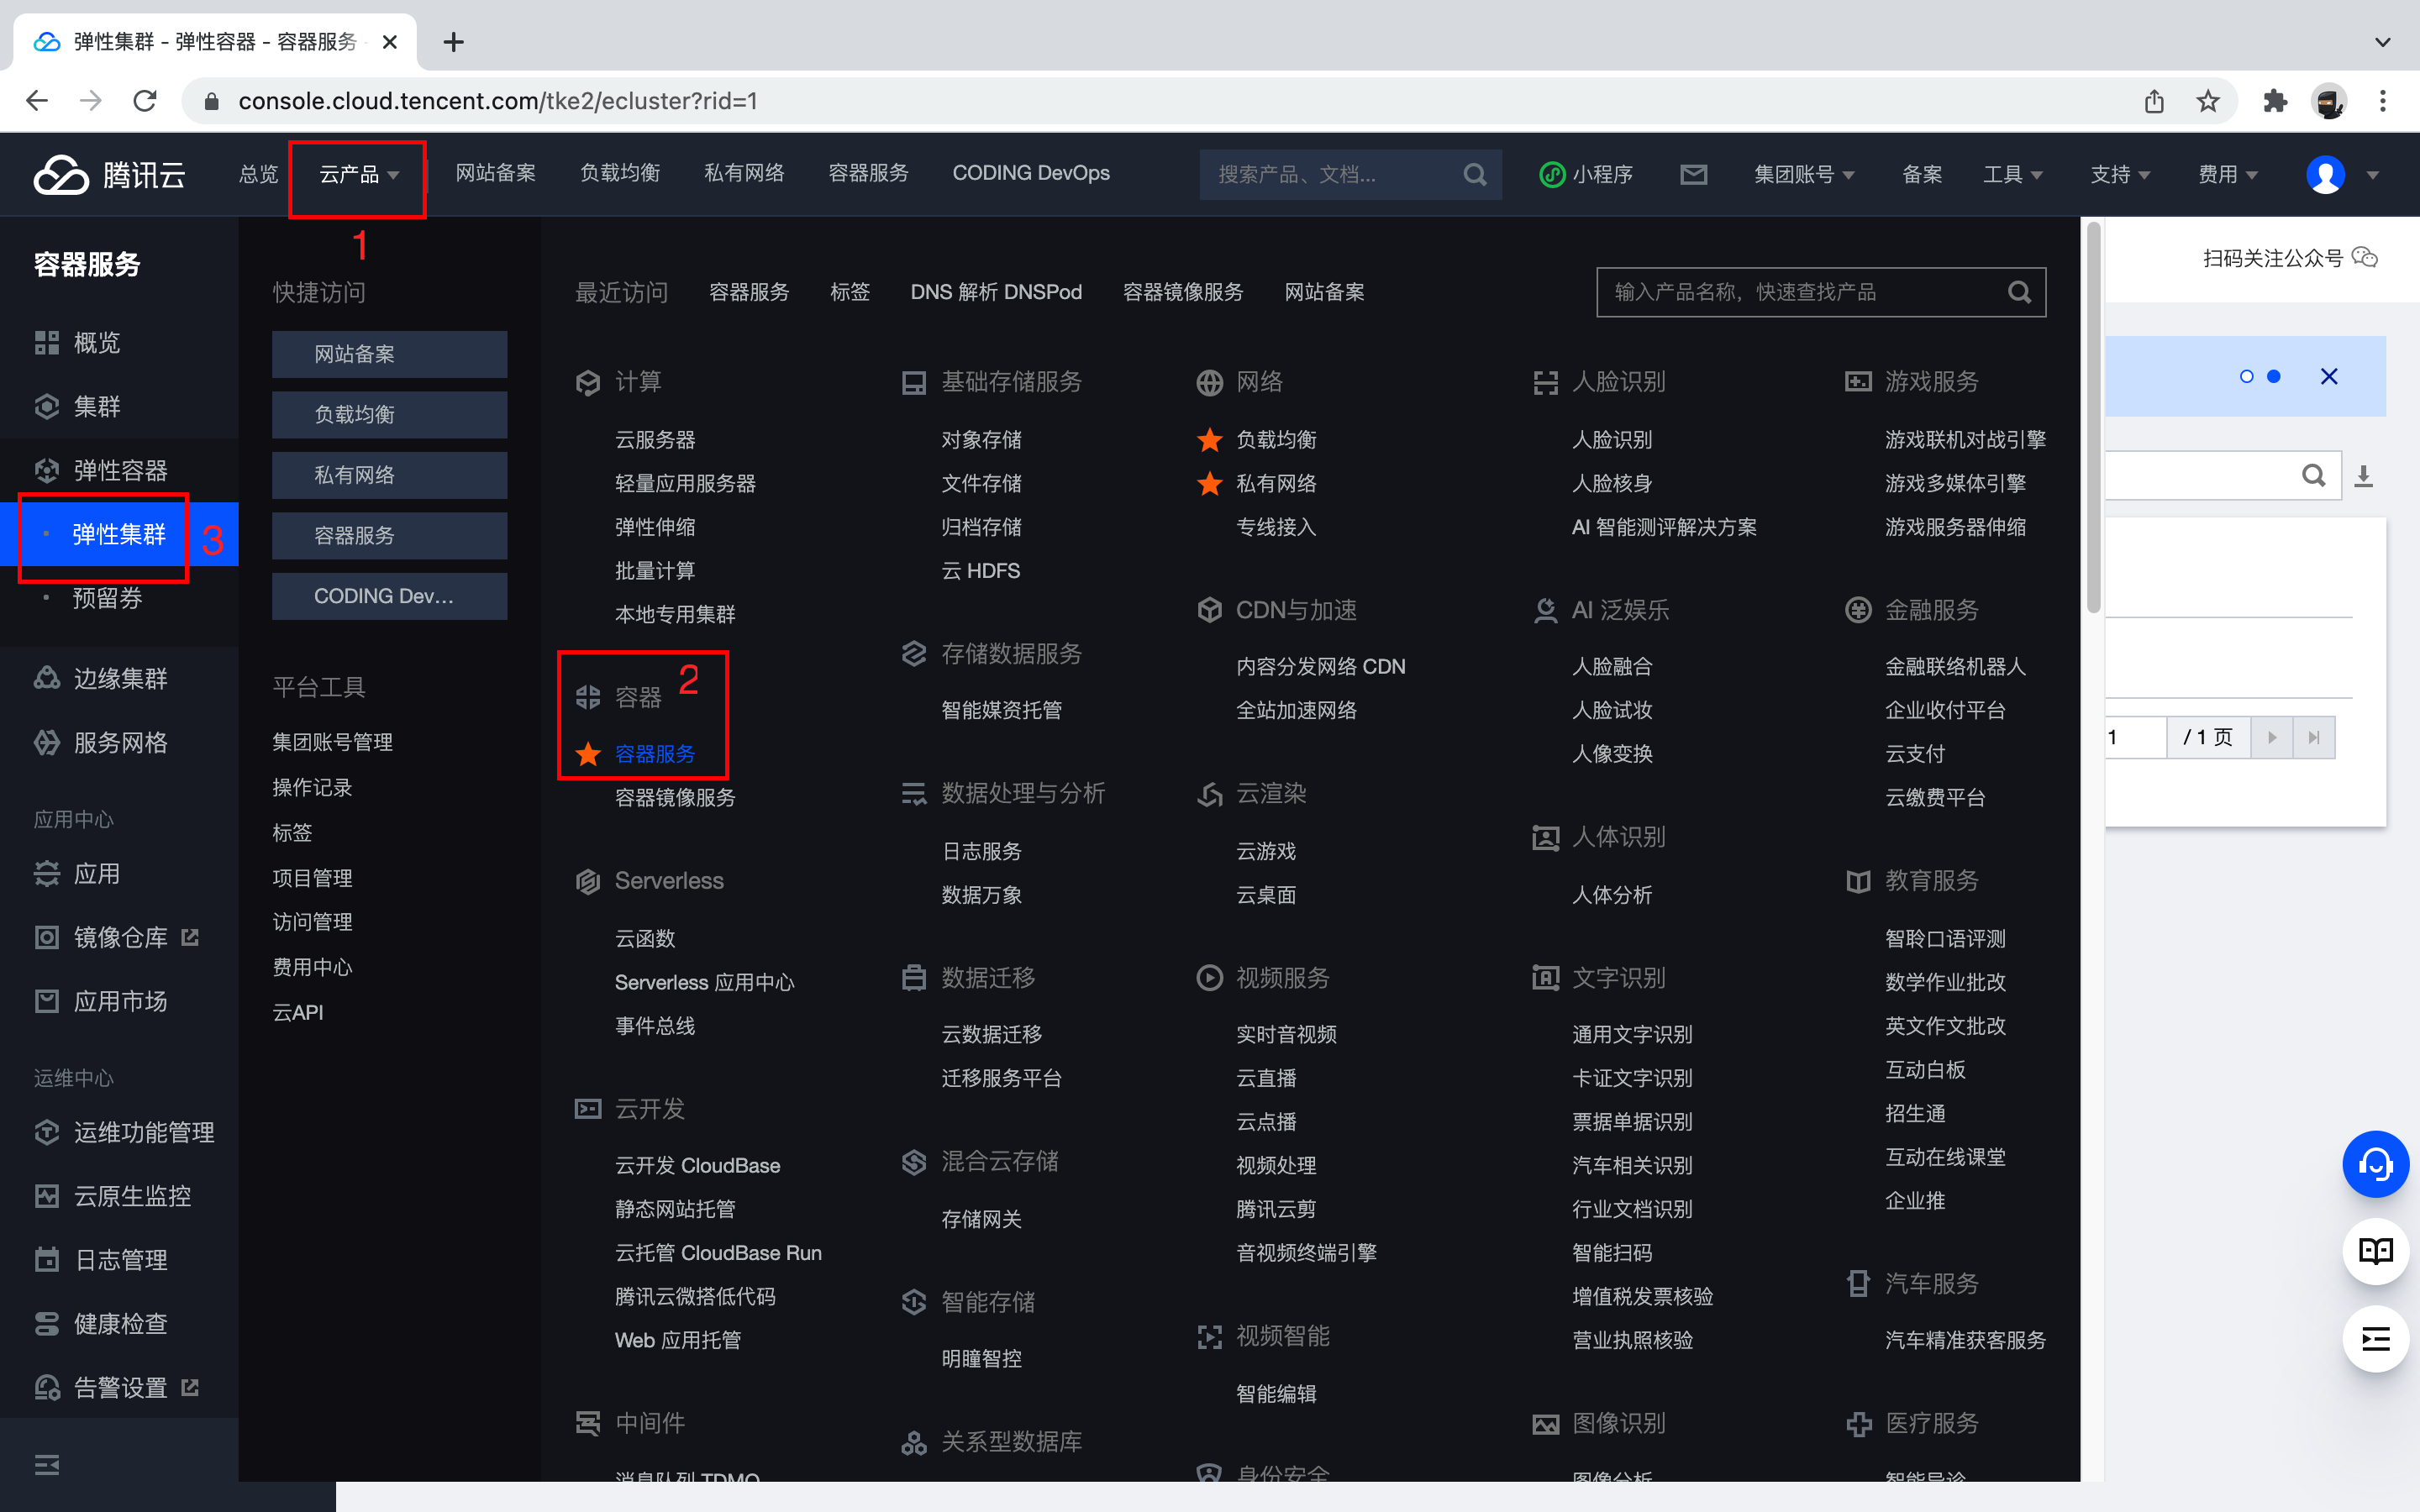 弹性集群 - 弹性容器 - 容器服务
console.cloud.tencent.com/tke2/ecluster?rid=1
腾讯云
总览
云产品
网站备案
负载均衡
私有网络
容器服务
CODING DevOps
搜索产品、文档...
小程序
集团账号
备案
工具
支持
费用
1
容器服务
概览
集群
弹性容器
弹性集群
3
预留券
边缘集群
服务网格
应用中心
应用
镜像仓库
应用市场
运维中心
运维功能管理
云原生监控
日志管理
健康检查
告警设置
快捷访问
网站备案
负载均衡
私有网络
容器服务
CODING Dev...
平台工具
集团账号管理
操作记录
标签
项目管理
访问管理
费用中心
云API
最近访问
容器服务
标签
DNS 解析 DNSPod
容器镜像服务
网站备案
输入产品名称，快速查找产品
计算
云服务器
轻量应用服务器
弹性伸缩
批量计算
本地专用集群
容器
2
容器服务
容器镜像服务
Serverless
云函数
Serverless 应用中心
事件总线
云开发
云开发 CloudBase
静态网站托管
云托管 CloudBase Run
腾讯云微搭低代码
Web 应用托管
中间件
消息队列 TDMQ
基础存储服务
对象存储
文件存储
归档存储
云 HDFS
存储数据服务
智能媒资托管
数据处理与分析
日志服务
数据万象
数据迁移
云数据迁移
迁移服务平台
混合云存储
存储网关
智能存储
明瞳智控
关系型数据库
网络
负载均衡
私有网络
专线接入
CDN与加速
内容分发网络 CDN
全站加速网络
云渲染
云游戏
云桌面
视频服务
实时音视频
云直播
云点播
视频处理
腾讯云剪
音视频终端引擎
视频智能
智能编辑
身份安全
人脸识别
人脸识别
人脸核身
AI 智能测评解决方案
AI 泛娱乐
人脸融合
人脸试妆
人像变换
人体识别
人体分析
文字识别
通用文字识别
卡证文字识别
票据单据识别
汽车相关识别
行业文档识别
智能扫码
增值税发票核验
营业执照核验
图像识别
图像分析
游戏服务
游戏联机对战引擎
游戏多媒体引擎
游戏服务器伸缩
金融服务
金融联络机器人
企业收付平台
云支付
云缴费平台
教育服务
智聆口语评测
数学作业批改
英文作文批改
互动白板
招生通
互动在线课堂
企业推
汽车服务
汽车精准获客服务
医疗服务
智能导诊
扫码关注公众号
1
/ 1 页